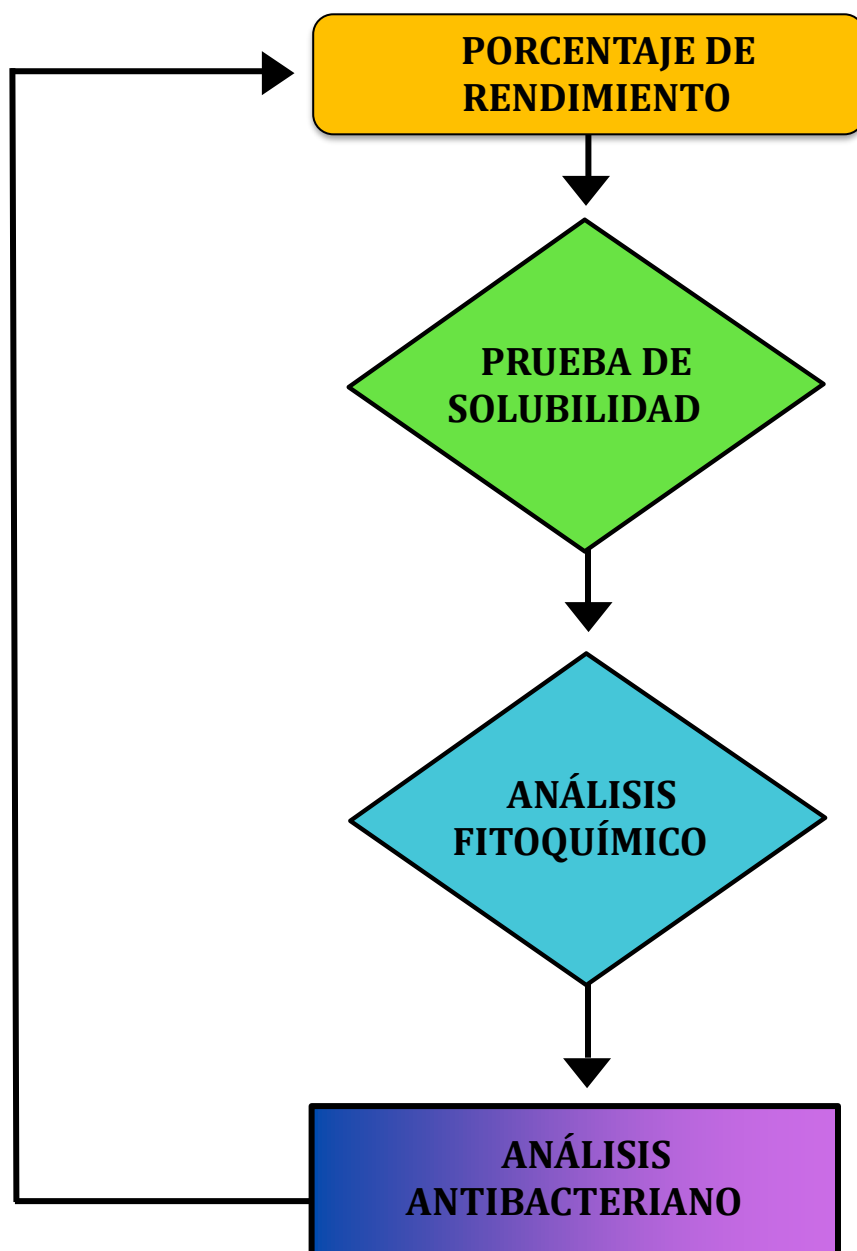 PORCENTAJE DE
RENDIMIENTO
PRUEBA DE
SOLUBILIDAD
ANÁLISIS
FITOQUÍMICO
ANÁLISIS
ANTIBACTERIANO